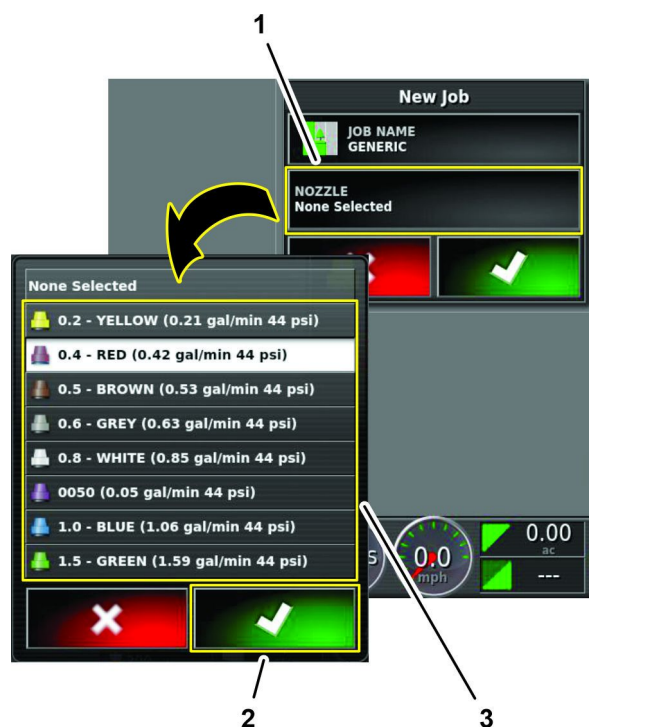 1
New Job
JOB NAME
GENERIC
NOZZLE
None Selected
None Selected
0.2 - YELLOW (0.21 gal/min 44 psi)
0.4 - RED (0.42 gal/min 44 psi)
0.5 - BROWN (0.53 gal/min 44 psi)
0.6 - GREY (0.63 gal/min 44 psi)
0.8 - WHITE (0.85 gal/min 44 psi)
0050 (0.05 gal/min 44 psi)
1.0 - BLUE (1.06 gal/min 44 psi)
1.5 - GREEN (1.59 gal/min 44 psi)
S
0.0
mph
0.00
ac
---
2
3